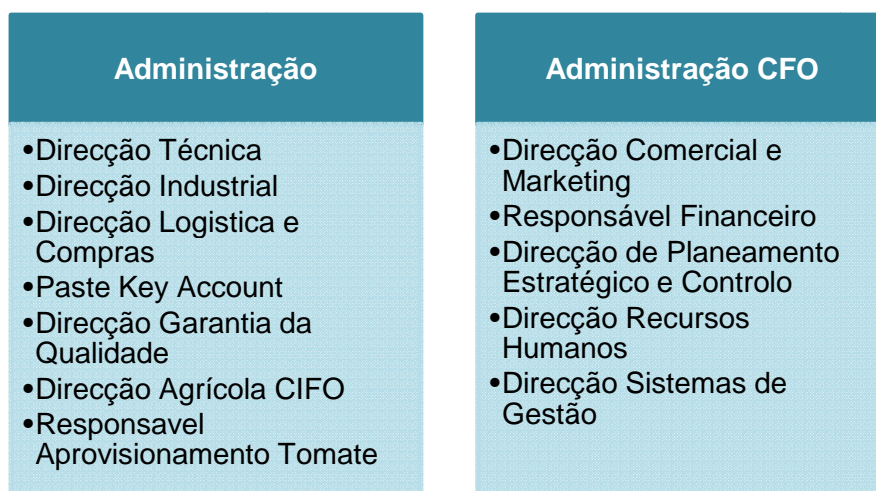 Administração
•Direcção Técnica
•Direcção Industrial
•Direcção Logistica e
Compras
•Paste Key Account
•Direcção Garantia da
Qualidade
•Direcção Agrícola CIFO
•Responsavel
Aprovisionamento Tomate
Administração CFO
•Direcção Comercial e
Marketing
•Responsável Financeiro
•Direcção de Planeamento
Estratégico e Controlo
•Direcção Recursos
Humanos
•Direcção Sistemas de
Gestão